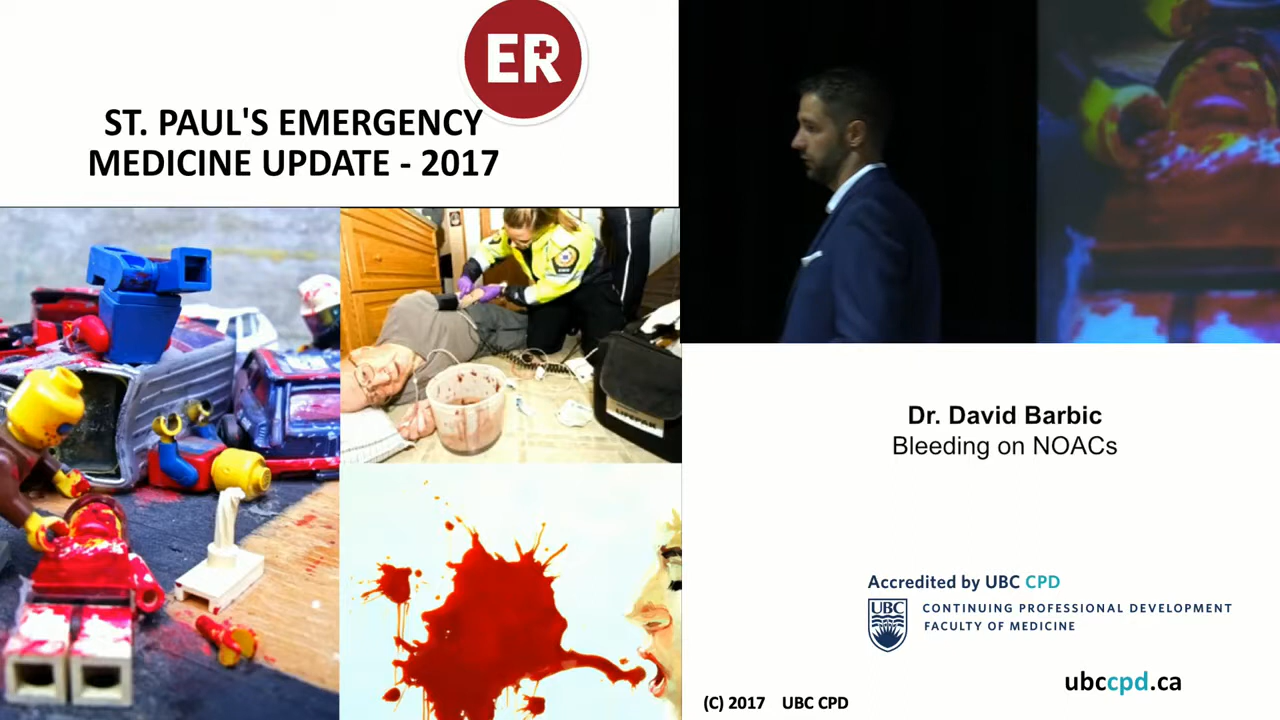 ER
ST. PAUL'S EMERGENCY
MEDICINE UPDATE - 2017
LIFEPAK
Dr. David Barbic
Bleeding on NOACs
Accredited by UBC CPD
UBC
CONTINUING PROFESSIONAL DEVELOPMENT
FACULTY OF MEDICINE
ubccpd.ca
(C) 2017 UBC CPD